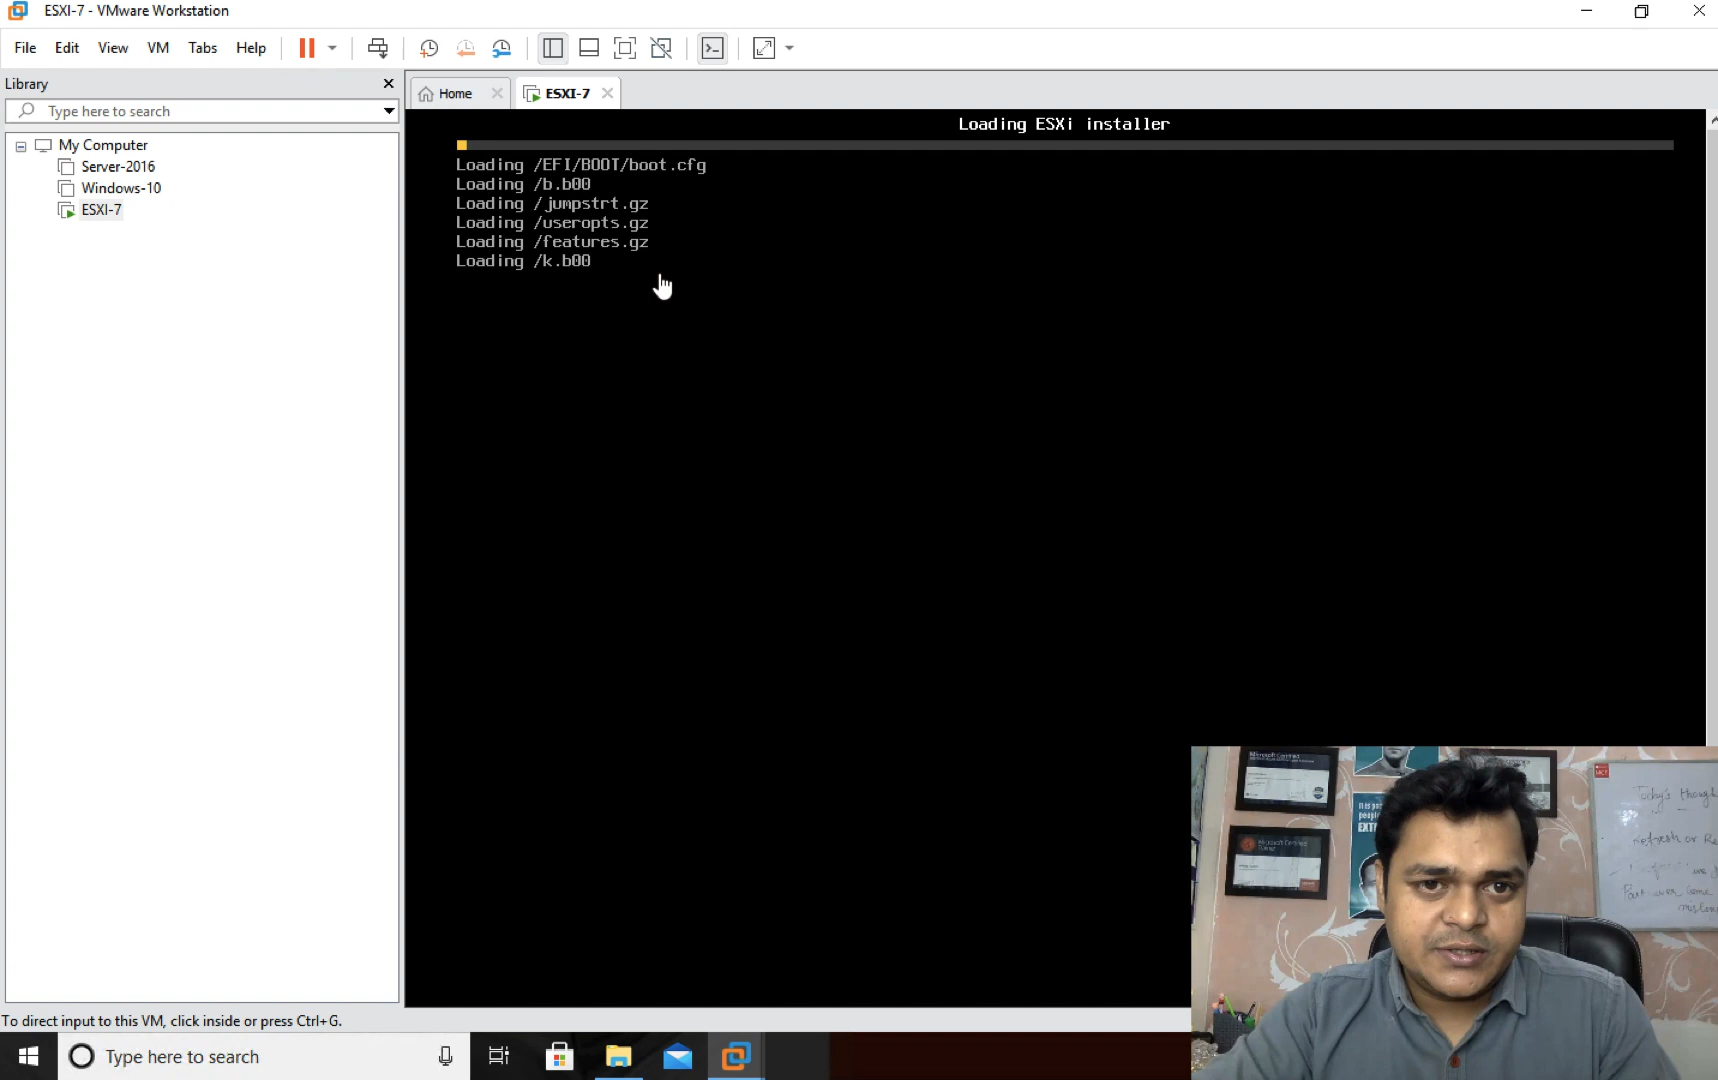 ESXI-7 - VMware Workstation
File Edit View VM Tabs Help
Library
Type here to search
Home
ESXI-7
My Computer
Server-2016
Windows-10
ESXI-7
Loading ESXi installer
Loading /EFI/BOOT/boot.cfg
Loading /b.b00
Loading /jumpstrt.gz
Loading /useropts.gz
Loading /features.gz
Loading /k.b00
EXTR
To direct input to this VM, click inside or press Ctrl+G.
Type here to search